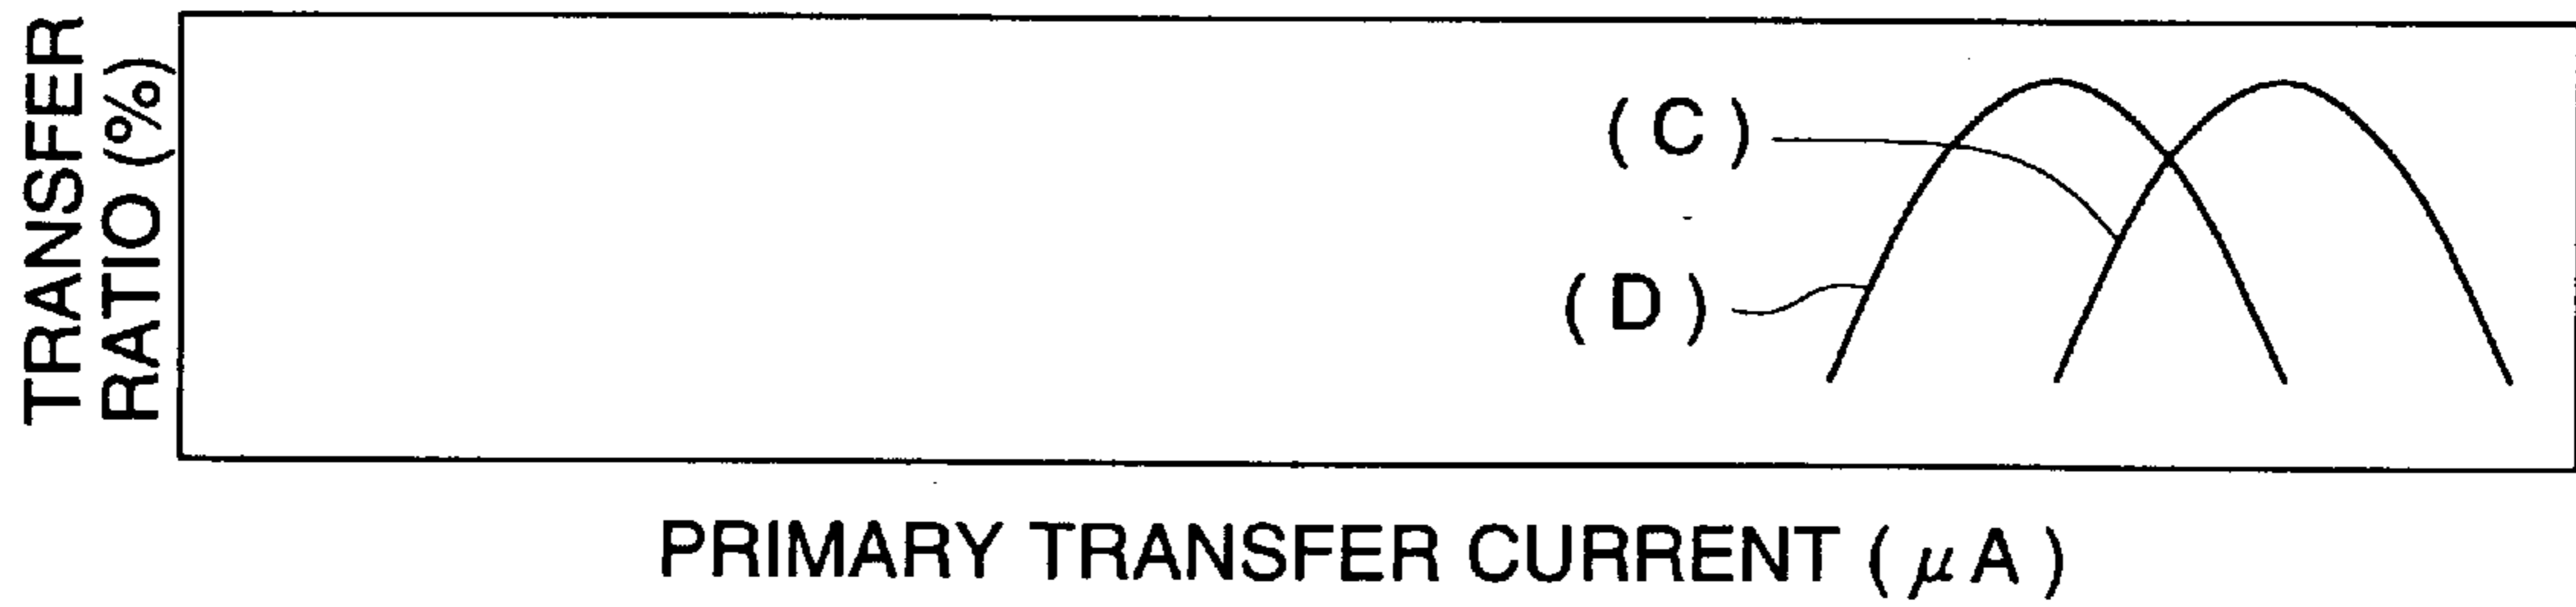 TRANSFER
RATIO (%)
( C )
( D )
PRIMARY TRANSFER CURRENT ( μA )